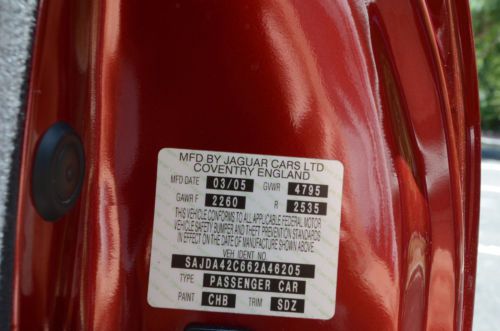 MFD BY JAGUAR CARS LTD
COVENTRY ENGLAND
MFD DATE 03/05 GVWR 4795
GAWR F 2260 R 2535
THIS VEHICLE CONFORMS TO ALL APPLICABLE FEDERAL MOTOR
VEHICLE SAFETY BUMPER AND THEFT PREVENTION STANDARDS
IN EFFECT ON THE DATE OF MANUFACTURE SHOWN ABOVE.
VEH. IDENT NO.
SAJDA42C662A46205
TYPE PASSENGER CAR
PAINT CHB TRIM SDZ